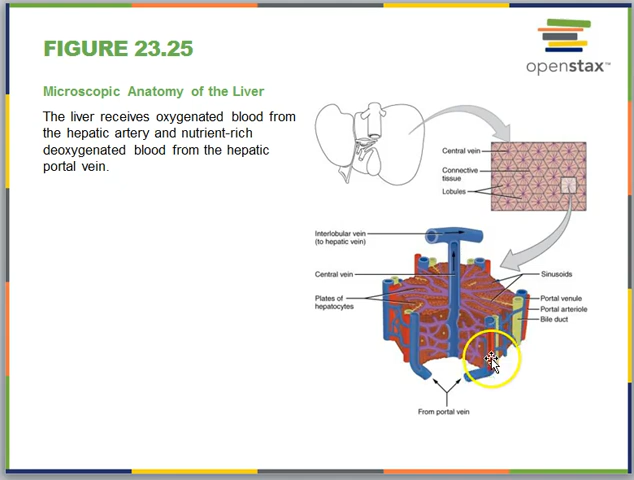 FIGURE 23.25
openstax™
Microscopic Anatomy of the Liver
The liver receives oxygenated blood from
the hepatic artery and nutrient-rich
deoxygenated blood from the hepatic
portal vein.
Central vein
Connective
tissue
Lobules
Interlobular vein
(to hepatic vein)
Central vein
Plates of
hepatocytes
Sinusoids
Portal venule
Portal arteriole
Bile duct
From portal vein